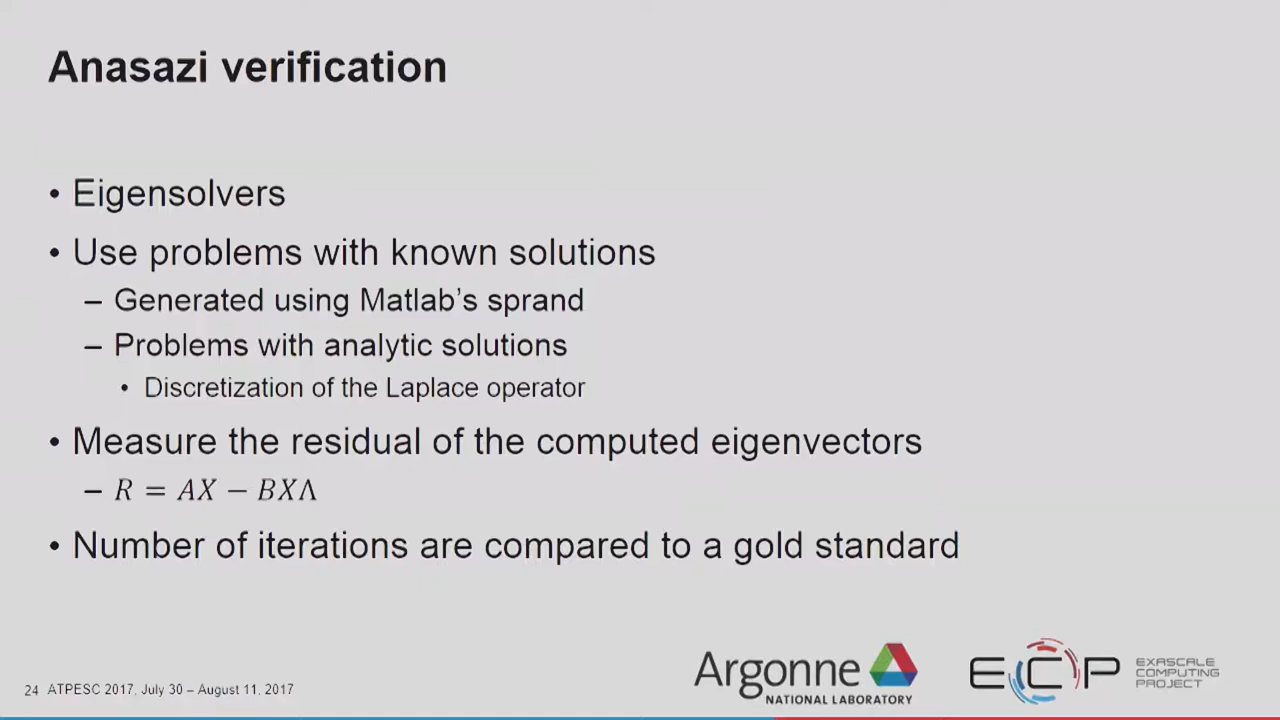 Anasazi verification
• Eigensolvers
• Use problems with known solutions
– Generated using Matlab's sprand
– Problems with analytic solutions
• Discretization of the Laplace operator
• Measure the residual of the computed eigenvectors
– R = AX − BXΛ
• Number of iterations are compared to a gold standard
24 ATPESC 2017, July 30 – August 11, 2017
Argonne
NATIONAL LABORATORY
ECP
EXASCALE
COMPUTING
PROJECT